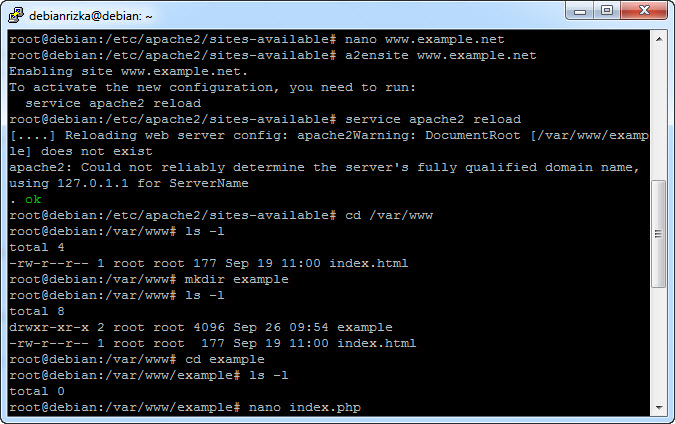 debianrizka@debian: ~
root@debian:/etc/apache2/sites-available# nano www.example.net
root@debian:/etc/apache2/sites-available# a2ensite www.example.net
Enabling site www.example.net.
To activate the new configuration, you need to run:
  service apache2 reload
root@debian:/etc/apache2/sites-available# service apache2 reload
[....] Reloading web server config: apache2Warning: DocumentRoot [/var/www/examp
le] does not exist
apache2: Could not reliably determine the server's fully qualified domain name,
using 127.0.1.1 for ServerName
. ok
root@debian:/etc/apache2/sites-available# cd /var/www
root@debian:/var/www# ls -l
total 4
-rw-r--r-- 1 root root 177 Sep 19 11:00 index.html
root@debian:/var/www# mkdir example
root@debian:/var/www# ls -l
total 8
drwxr-xr-x 2 root root 4096 Sep 26 09:54 example
-rw-r--r-- 1 root root  177 Sep 19 11:00 index.html
root@debian:/var/www# cd example
root@debian:/var/www/example# ls -l
total 0
root@debian:/var/www/example# nano index.php